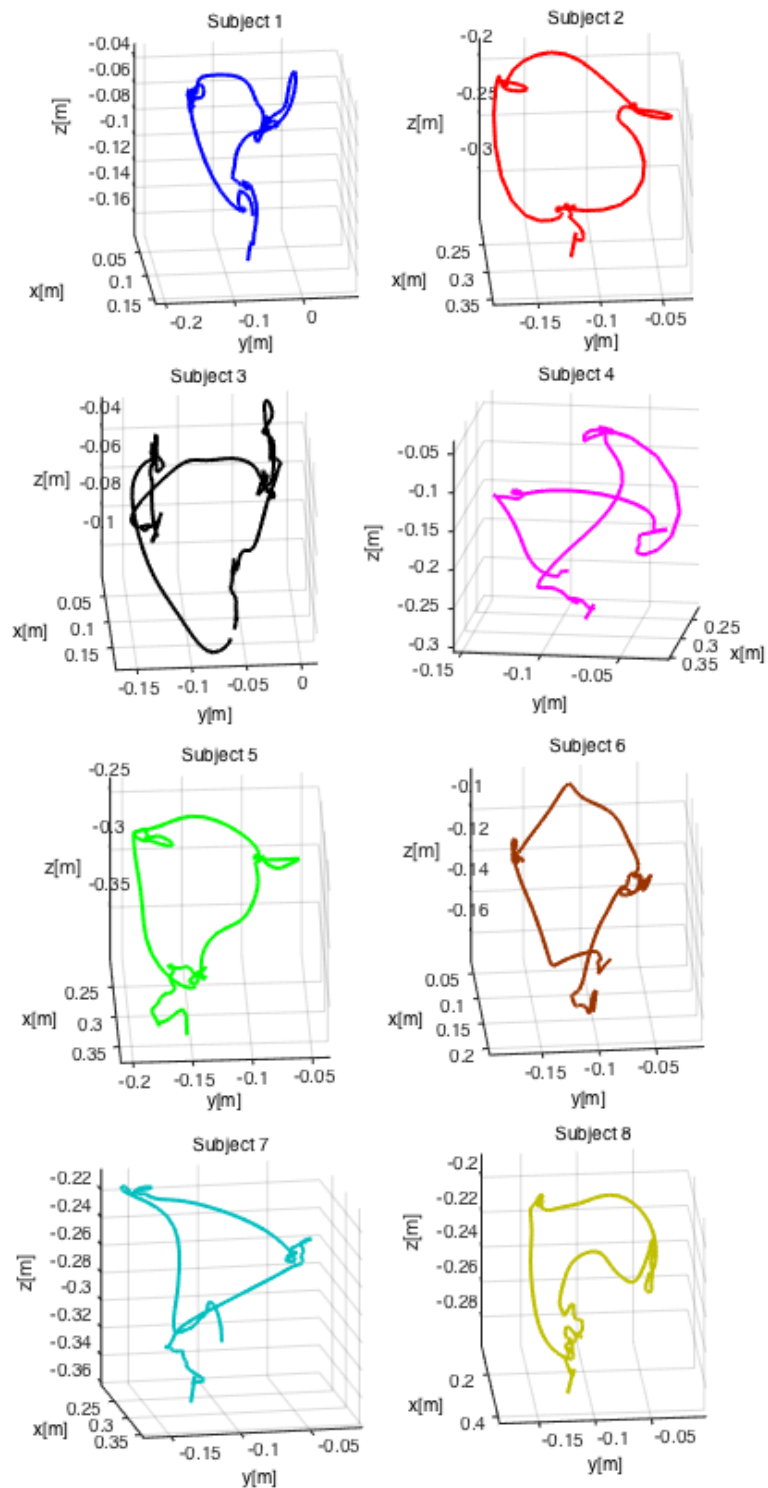 Subject 1
-0.04
-0.06
-0.08
-0.1
-0.12
-0.14
-0.16
z[m]
0.05
0.1
0.15
x[m]
-0.2 -0.1 0
y[m]
Subject 2
-0.2
-0.25
-0.3
z[m]
0.25
0.3
0.35
x[m]
-0.15 -0.1 -0.05
y[m]
Subject 3
-0.04
-0.06
-0.08
-0.1
z[m]
0.05
0.1
0.15
x[m]
-0.15 -0.1 -0.05 0
y[m]
Subject 4
-0.05
-0.1
-0.15
-0.2
-0.25
-0.3
z[m]
-0.15 -0.1 -0.05
y[m]
0.25
0.3
0.35
x[m]
Subject 5
-0.25
-0.3
-0.35
z[m]
0.25
0.3
0.35
x[m]
-0.2 -0.15 -0.1 -0.05
y[m]
Subject 6
-0.1
-0.12
-0.14
-0.16
z[m]
0.05
0.1
0.15
0.2
x[m]
-0.15 -0.1 -0.05
y[m]
Subject 7
-0.22
-0.24
-0.26
-0.28
-0.3
-0.32
-0.34
-0.36
z[m]
0.25
0.3
0.35
x[m]
-0.15 -0.1 -0.05
y[m]
Subject 8
-0.2
-0.22
-0.24
-0.26
-0.28
z[m]
0.2
0.4
x[m]
-0.15 -0.1 -0.05
y[m]